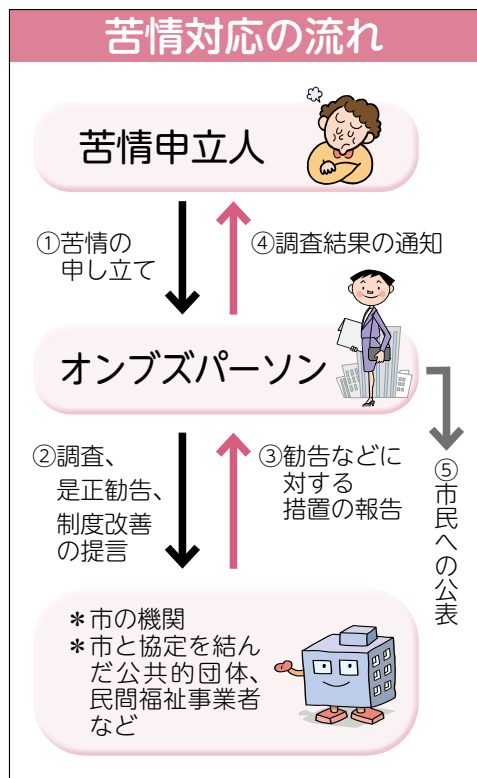 苦情対応の流れ
苦情申立人
①苦情の
申し立て
④調査結果の通知
オンブズパーソン
②調査、
是正勧告、
制度改善
の提言
③勧告などに
対する
措置の報告
⑤市民への公表
＊市の機関
＊市と協定を結ん
だ公共的団体、
民間福祉事業者
など